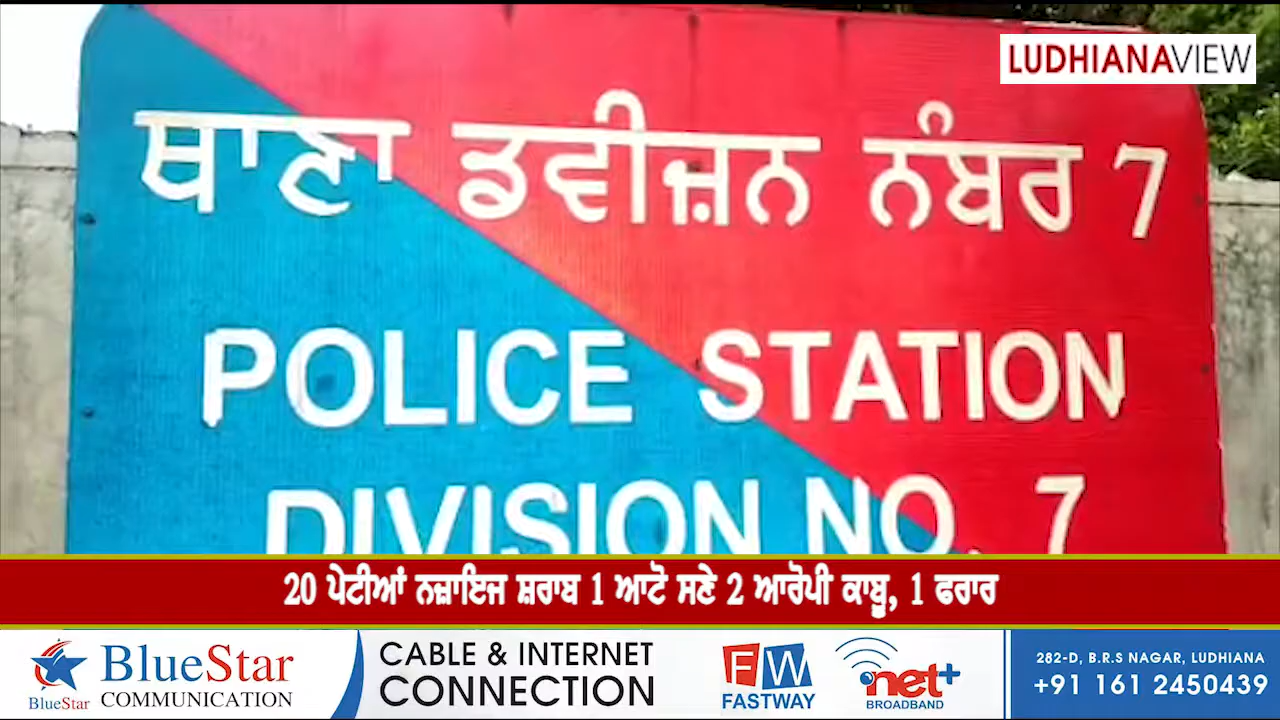 LUDHIANAVIEW
ਥਾਣਾ ਡਵੀਜ਼ਨ ਨੰਬਰ 7
POLICE STATION
DIVISION NO. 7
20 ਪੇਟੀਆਂ ਨਜ਼ਾਇਜ ਸ਼ਰਾਬ 1 ਆਟੋ ਸਣੇ 2 ਆਰੋਪੀ ਕਾਬੂ, 1 ਫਰਾਰ
BlueStar
BlueStar
COMMUNICATION
CABLE & INTERNET
CONNECTION
FW
FASTWAY
net+
BROADBAND
282-D, B.R.S NAGAR, LUDHIANA
+91 161 2450439